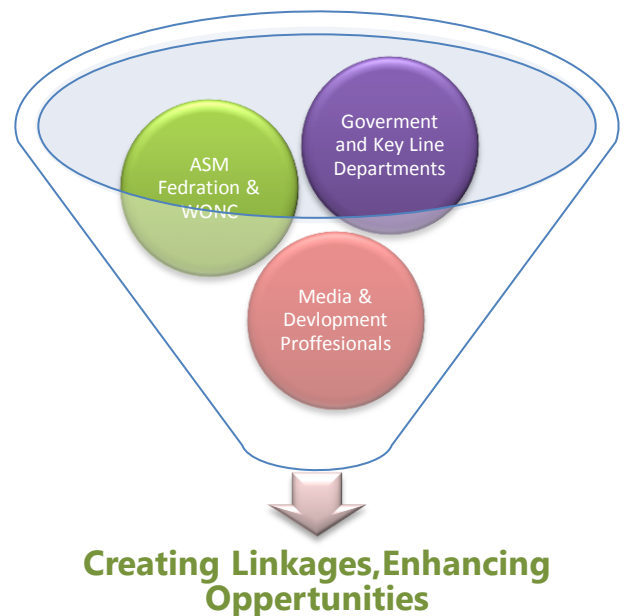 ASM
Fedration &
WONC
Goverment
and Key Line
Departments
Media &
Devlopment
Proffesionals
Creating Linkages,Enhancing
Oppertunities